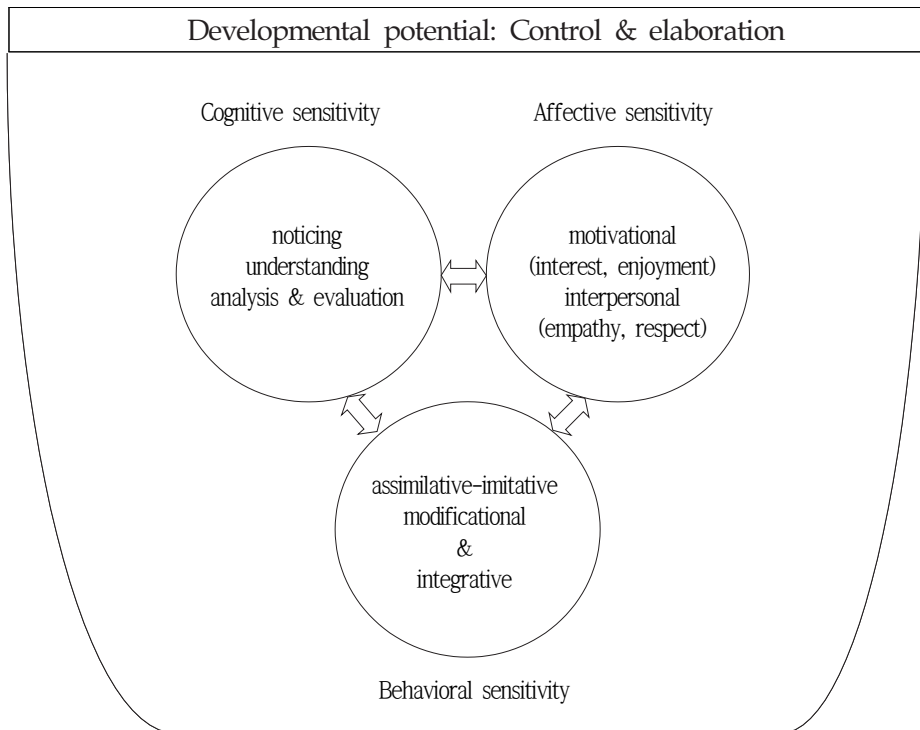 Developmental potential: Control & elaboration
Cognitive sensitivity
Affective sensitivity
noticing
understanding
analysis & evaluation
motivational
(interest, enjoyment)
interpersonal
(empathy, respect)
assimilative-imitative
modificational
&
integrative
Behavioral sensitivity